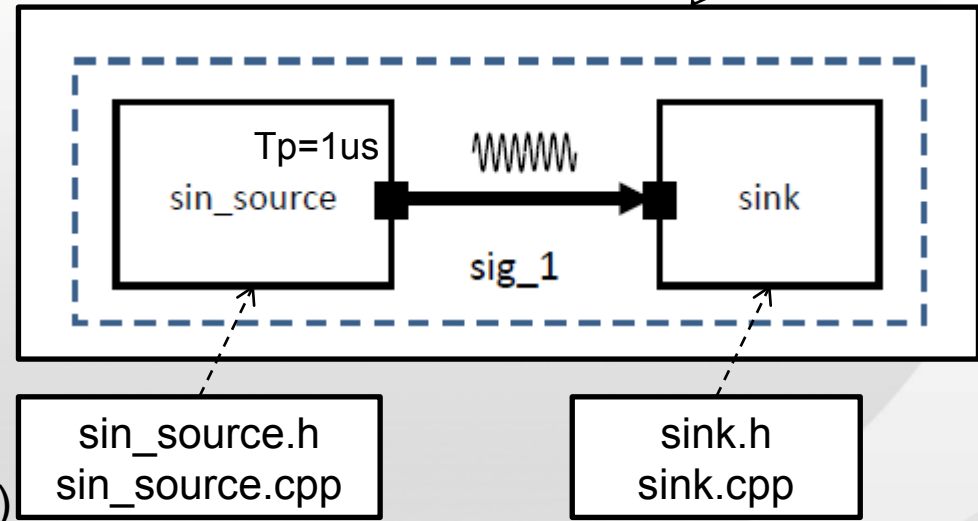 Tp=1us
sin_source
sig_1
sink
sin_source.h
sin_source.cpp
sink.h
sink.cpp
)